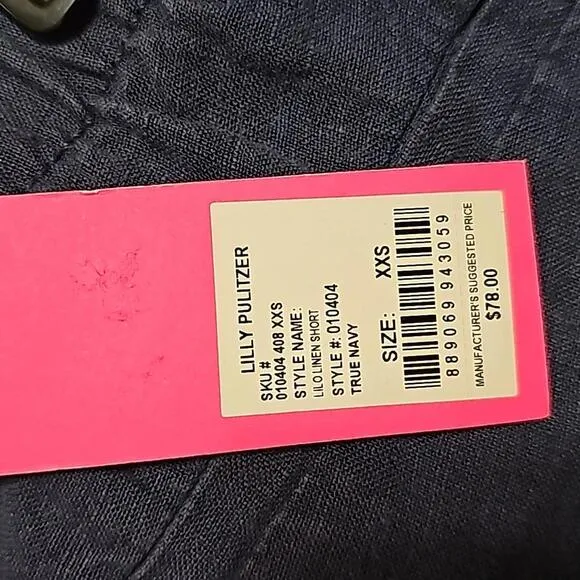 LILLY PULITZER
SKU #
010404 408 XXS
STYLE NAME:
LILO LINEN SHORT
STYLE #: 010404
TRUE NAVY
SIZE: XXS
889069 943059
MANUFACTURER'S SUGGESTED PRICE
$78.00